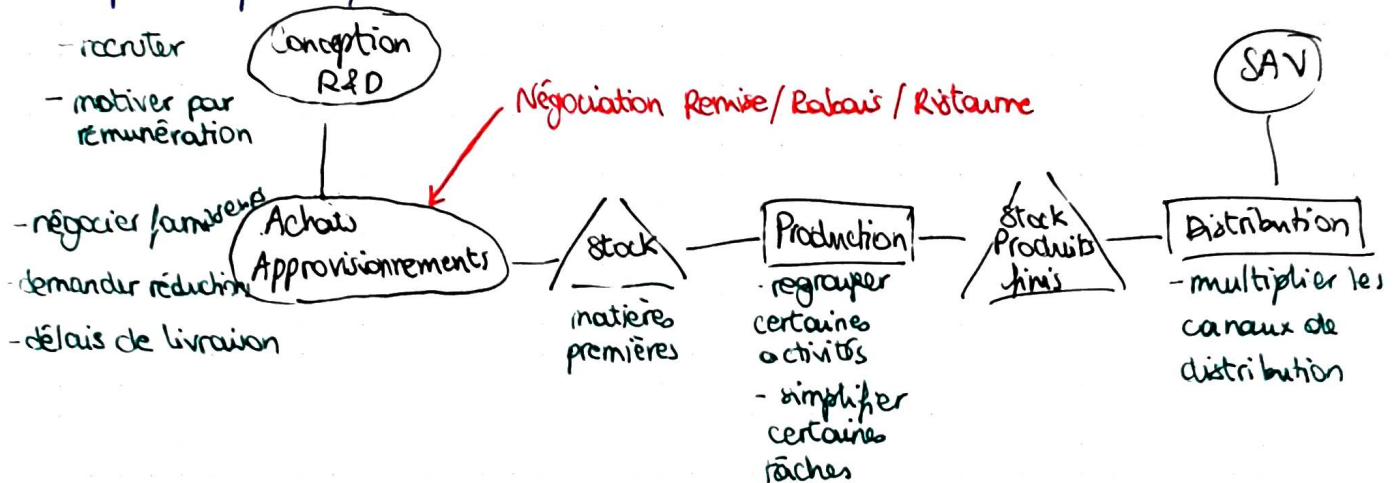 - recruter
- motiver par
rémunération
Conception
R&D
Négociation Remise/Rabais/Ristourne
SAV
- négocier fournisseurs
- demander réduction
- délais de livraison
Achats
Approvisionnements
Stock
matières
premières
Production
- regrouper
certaines
activités
- simplifier
certaines
tâches
Stock
Produits
finis
Distribution
- multiplier les
canaux de
distribution